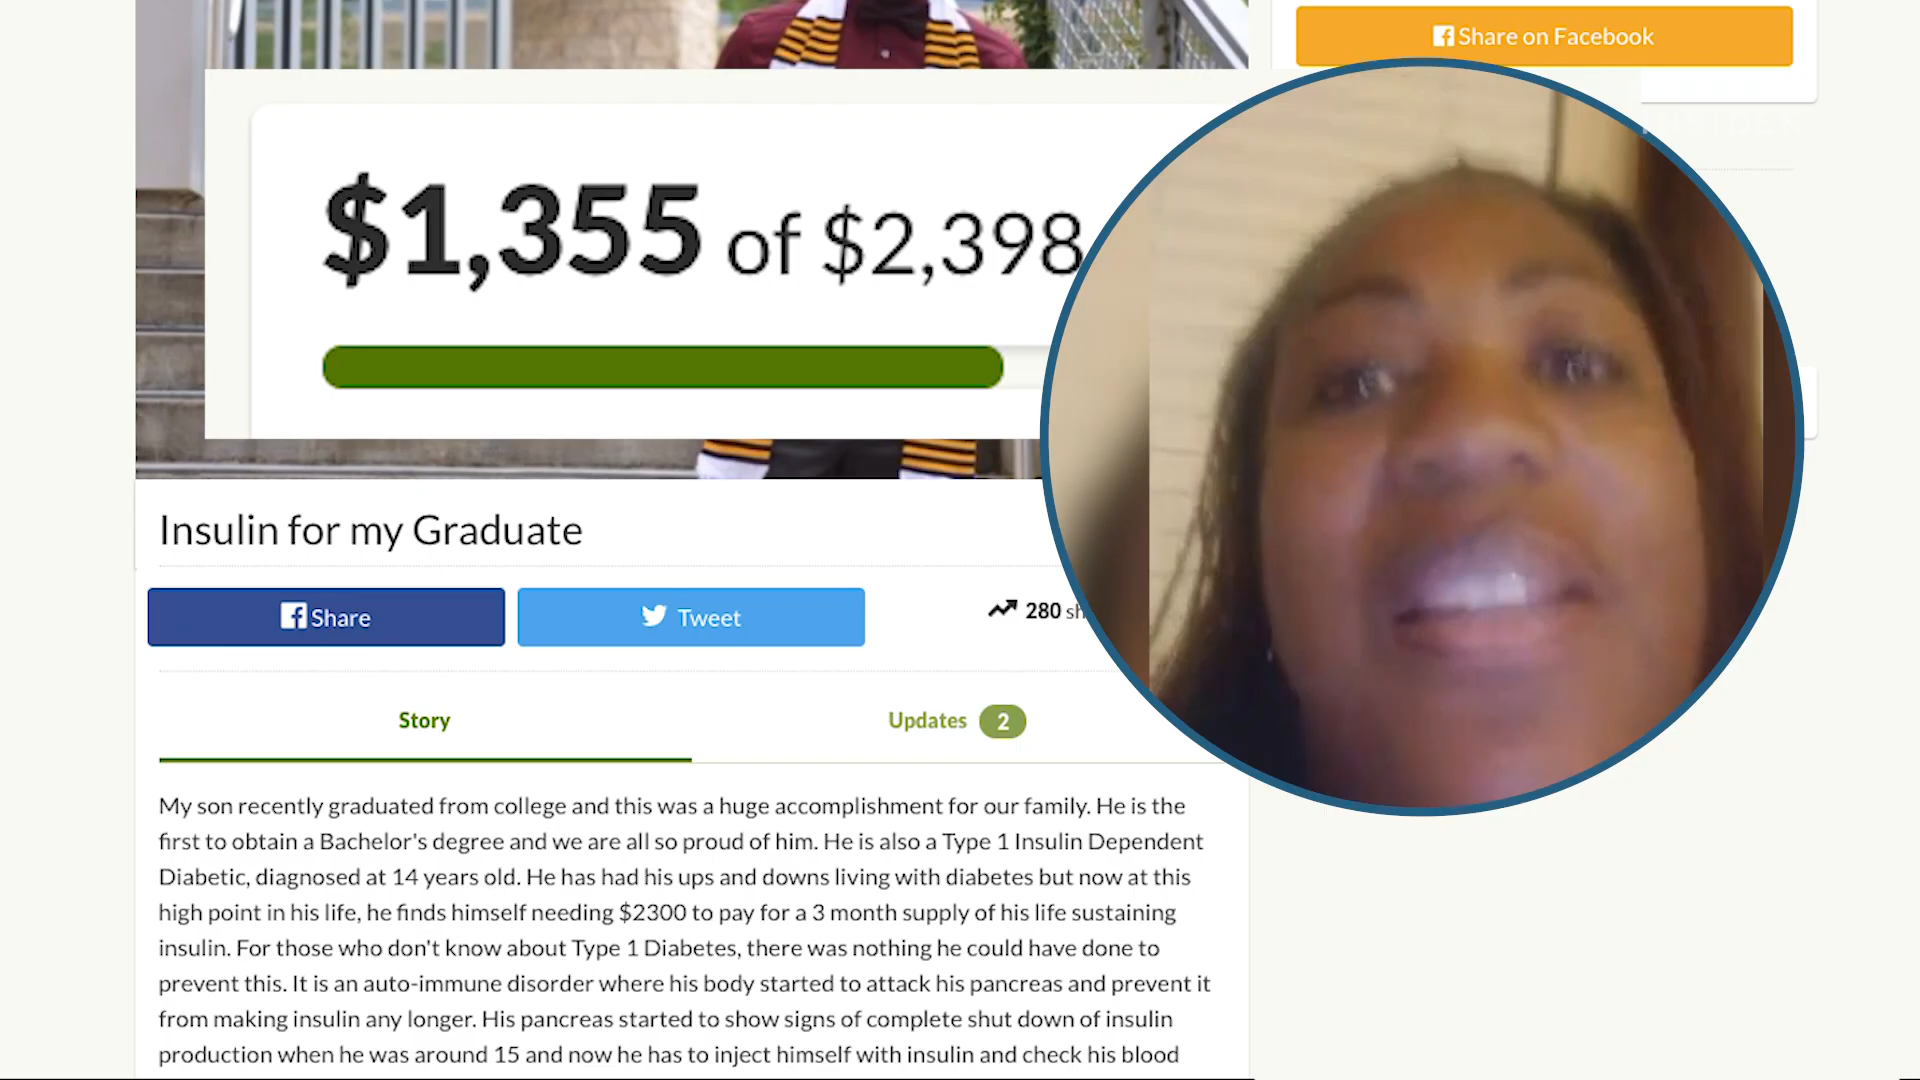 Share on Facebook
$1,355 of $2,398
Insulin for my Graduate
Share
Tweet
280
Story
Updates 2
My son recently graduated from college and this was a huge accomplishment for our family. He is the
first to obtain a Bachelor's degree and we are all so proud of him. He is also a Type 1 Insulin Dependent
Diabetic, diagnosed at 14 years old. He has had his ups and downs living with diabetes but now at this
high point in his life, he finds himself needing $2300 to pay for a 3 month supply of his life sustaining
insulin. For those who don't know about Type 1 Diabetes, there was nothing he could have done to
prevent this. It is an auto-immune disorder where his body started to attack his pancreas and prevent it
from making insulin any longer. His pancreas started to show signs of complete shut down of insulin
production when he was around 15 and now he has to inject himself with insulin and check his blood